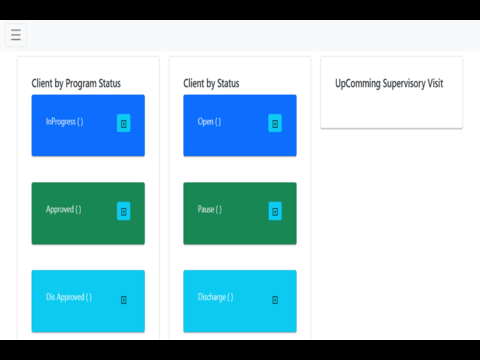 Client by Program Status
InProgress ( )
Approved ( )
Dis Approved ( )
Client by Status
Open ( )
Pause ( )
Discharge ( )
UpComming Supervisory Visit